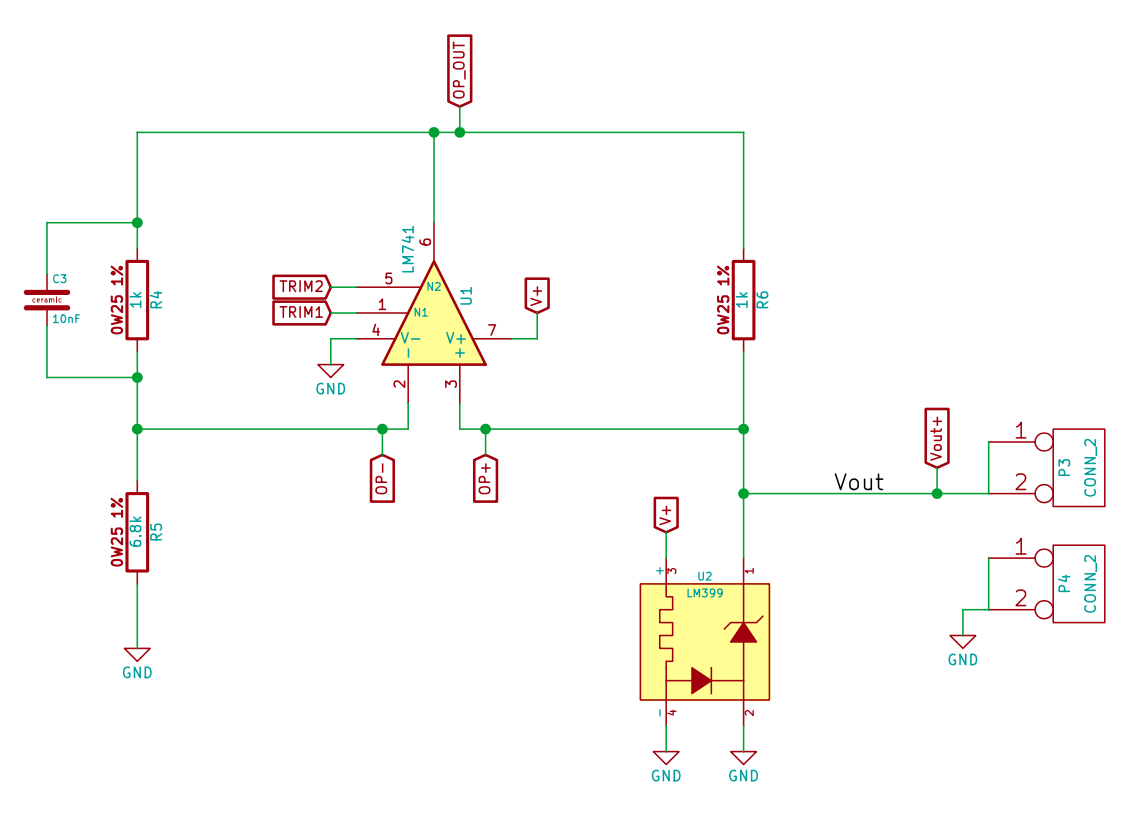 OP_OUT
C3
ceramic
10nF
0W25 1%
1k
R4
LM741
6
TRIM2
5
N2
TRIM1
1
N1
U1
V+
4
V-
V+
7
-
+
GND
2
3
0W25 1%
1k
R6
OP-
OP+
Vout
Vout+
1
2
P3
CONN_2
0W25 1%
6.8k
R5
GND
V+
+
3
1
U2
LM399
-
4
2
GND
GND
1
2
P4
CONN_2
GND